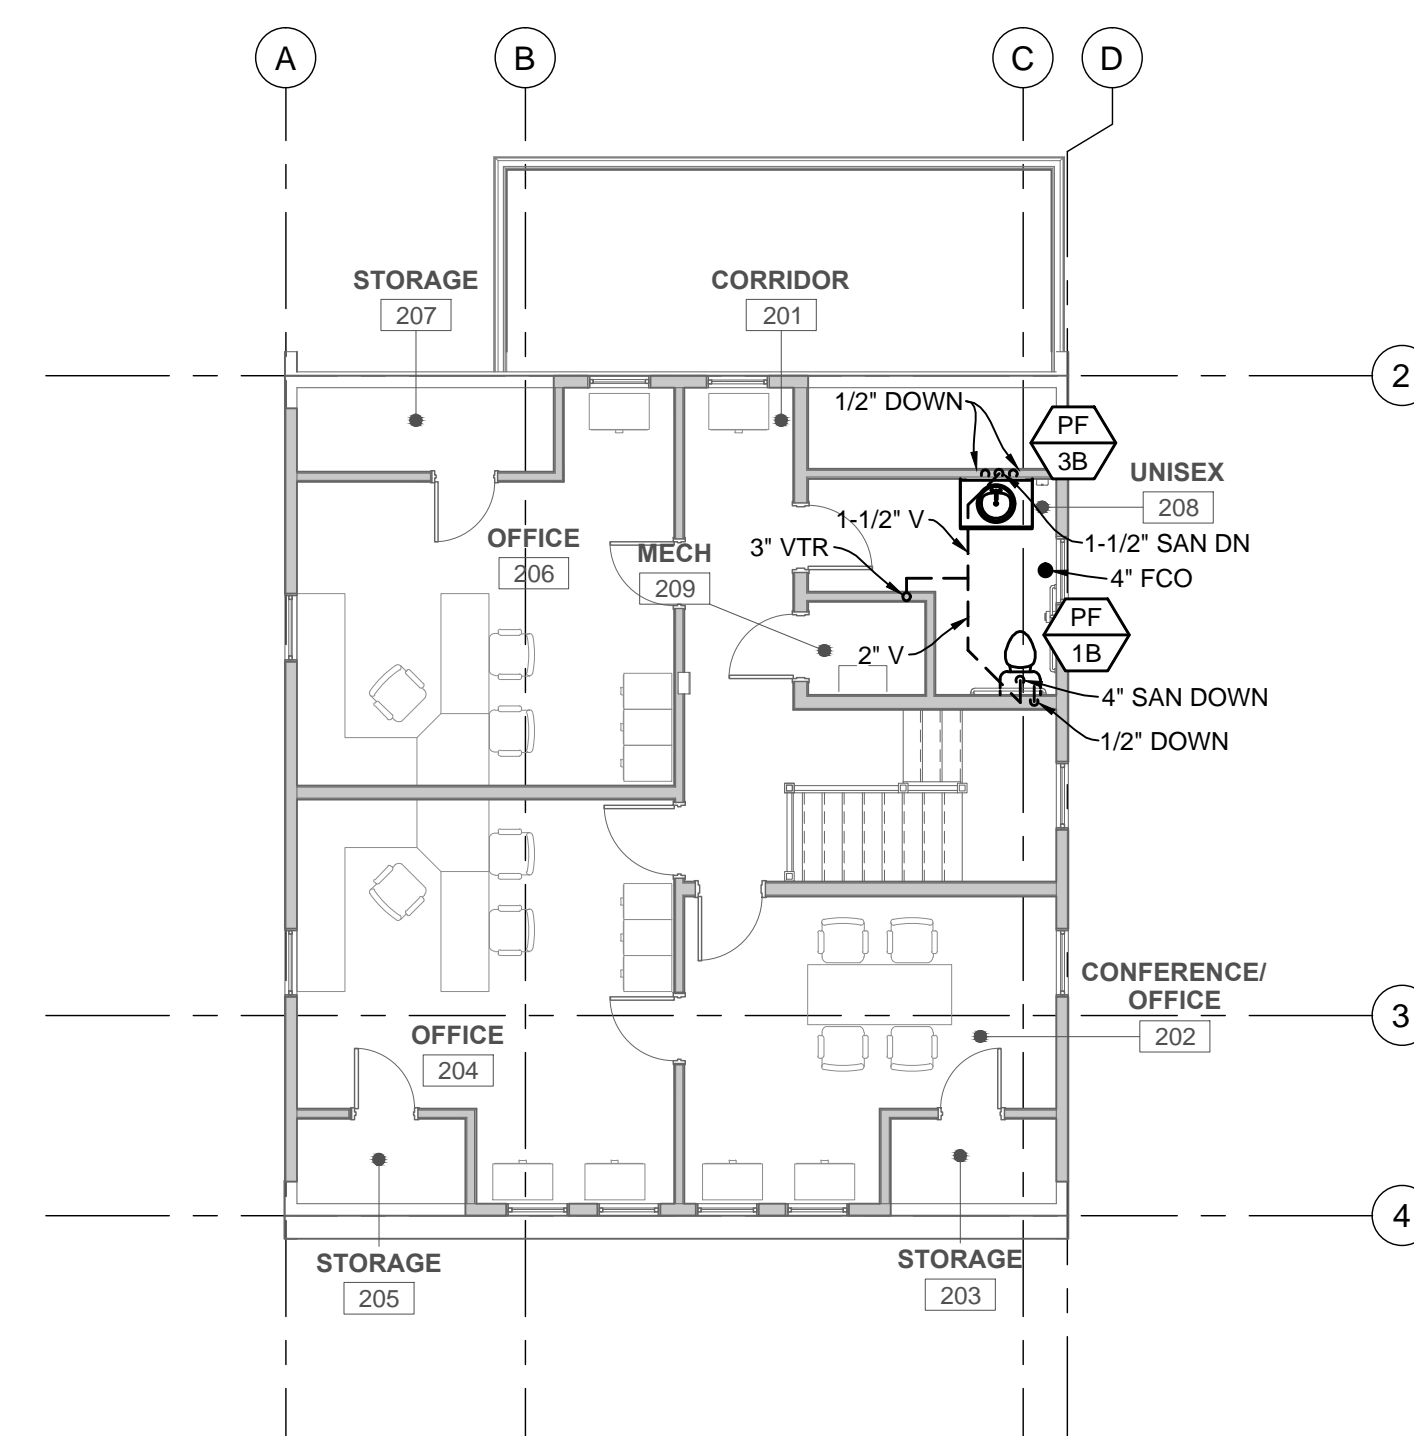 A
B
C
D
STORAGE
207
CORRIDOR
201
2
1/2" DOWN
PF
3B
UNISEX
208
1-1/2" V
OFFICE
206
MECH
209
3" VTR
1-1/2" SAN DN
4" FCO
PF
1B
2" V
4" SAN DOWN
1/2" DOWN
CONFERENCE/
OFFICE
202
3
OFFICE
204
4
STORAGE
205
STORAGE
203